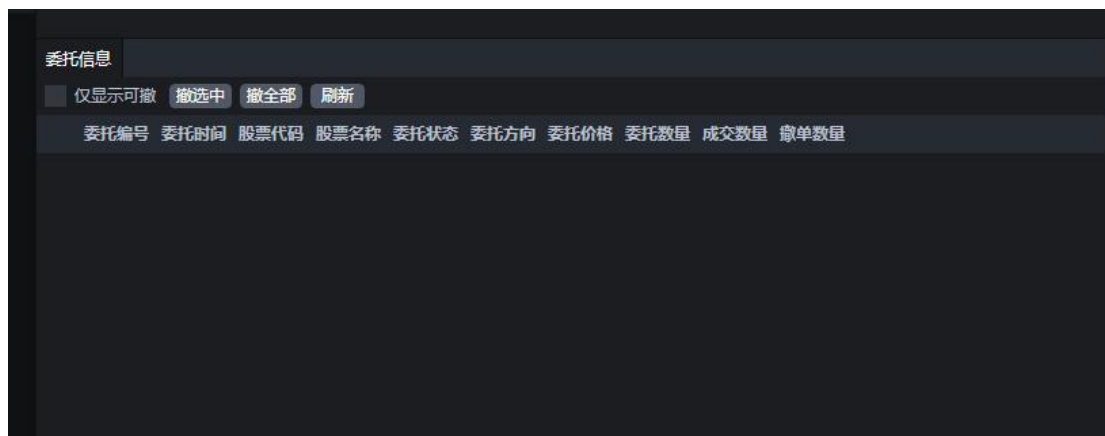 委托信息
仅显示可撤 撤选中 撤全部 刷新
委托编号 委托时间 股票代码 股票名称 委托状态 委托方向 委托价格 委托数量 成交数量 撤单数量